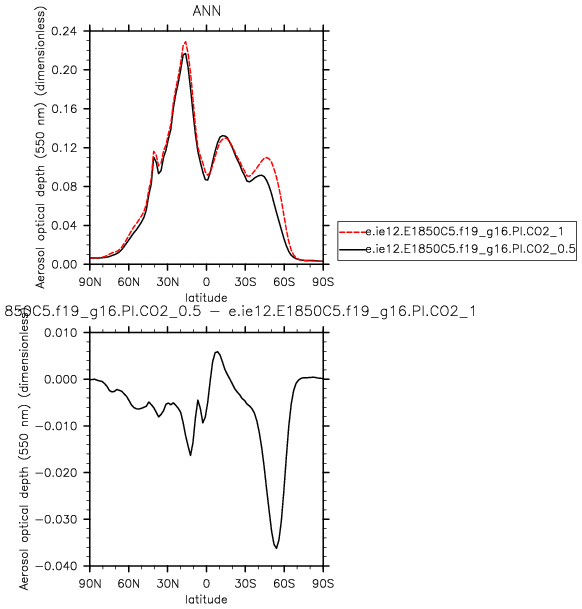 ANN
Aerosol optical depth (550 nm) (dimensionless)
0.24
0.20
0.16
0.12
0.08
0.04
0.00
90N 60N 30N 0 30S 60S 90S
latitude
e.ie12.E1850C5.f19_g16.PI.CO2_1
e.ie12.E1850C5.f19_g16.PI.CO2_0.5
850C5.f19_g16.PI.CO2_0.5 − e.ie12.E1850C5.f19_g16.PI.CO2_1
Aerosol optical depth (550 nm) (dimensionless)
0.010
0.000
−0.010
−0.020
−0.030
−0.040
90N 60N 30N 0 30S 60S 90S
latitude